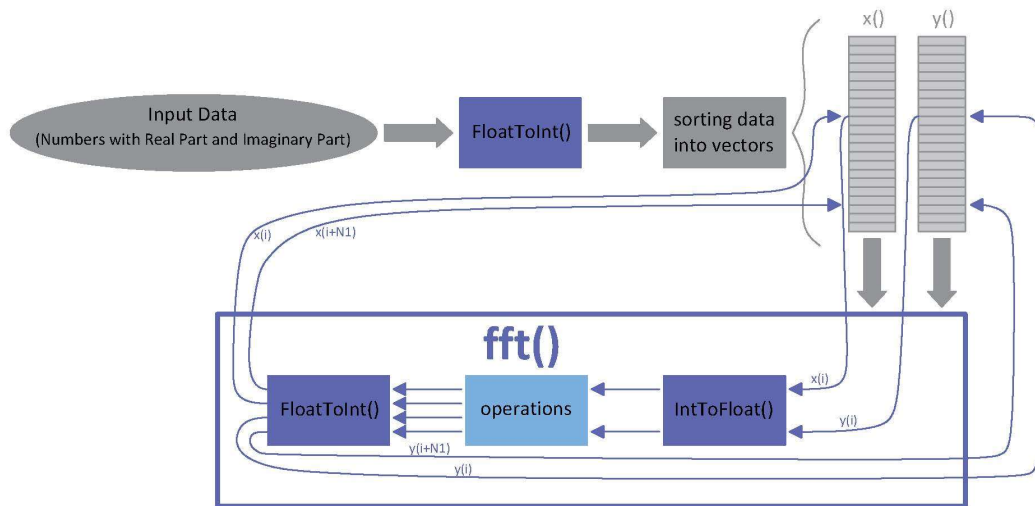 x()
y()
Input Data
(Numbers with Real Part and Imaginary Part)
FloatToInt()
sorting data
into vectors
x(i)
x(i+N1)
fft()
FloatToInt()
operations
IntToFloat()
x(i)
y(i)
y(i+N1)
y(i)